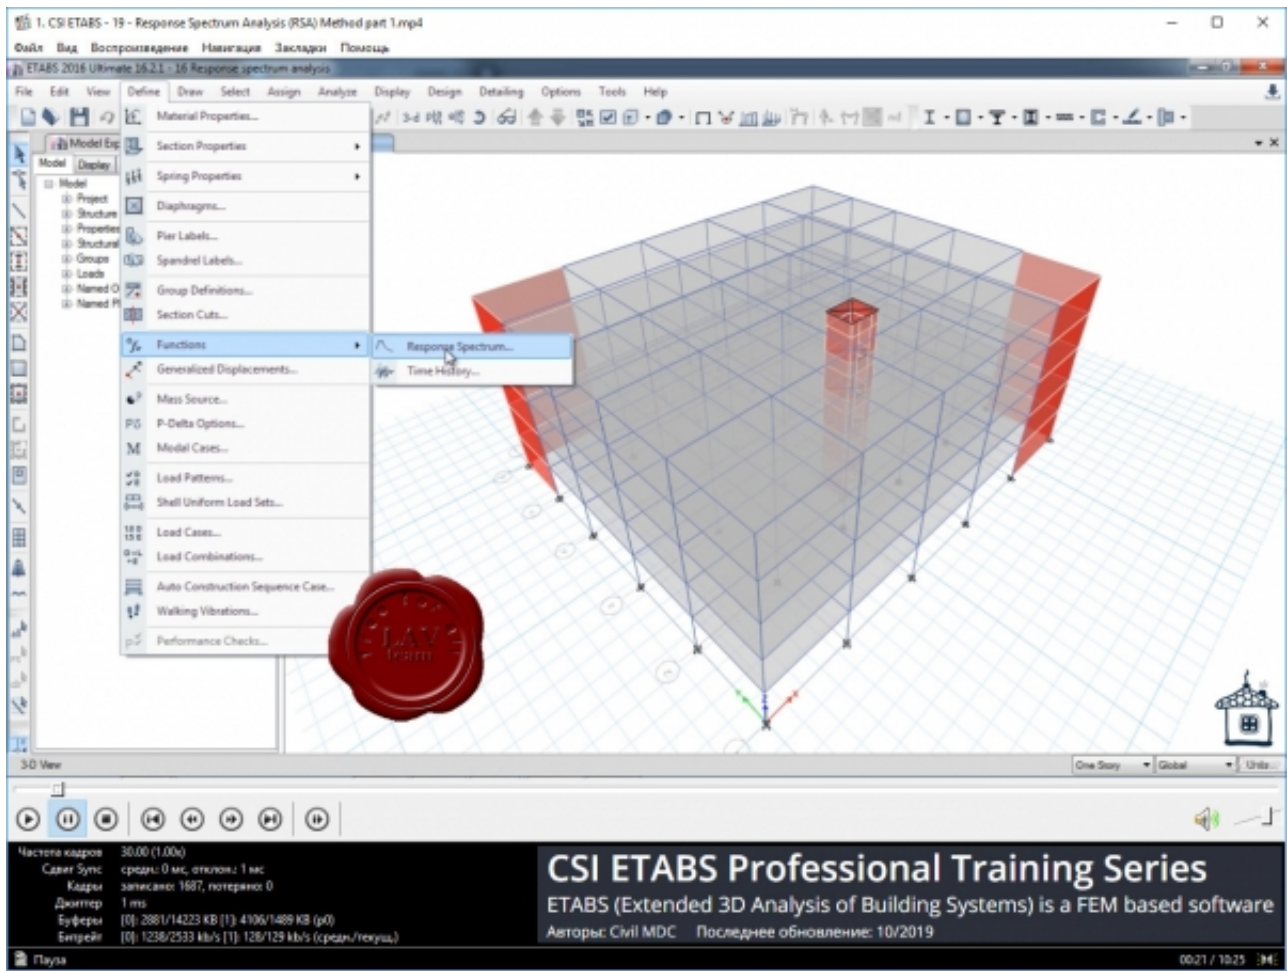 1. CSI ETABS - 19 - Response Spectrum Analysis (RSA) Method part 1.mp4
Файл Вид Воспроизведение Навигация Закладки Помощь
ETABS 2016 Ultimate 16.2.1 - 16 Response spectrum analysis
File Edit View Define Draw Select Assign Analyze Display Design Detailing Options Tools Help
Model Exp
Model Display
Model
Project
Structure
Properties
Structural
Groups
Loads
Named O
Named P
Material Properties...
Section Properties
Spring Properties
Diaphragms...
Pier Labels...
Spandrel Labels...
Group Definitions...
Section Cuts...
Functions
Response Spectrum...
Time History...
Generalized Displacements...
Mass Source...
P-Delta Options...
Modal Cases...
Load Patterns...
Shell Uniform Load Sets...
Load Cases...
Load Combinations...
Auto Construction Sequence Case...
Walking Vibrations...
Performance Checks...
LAV
team
3-D View
One Story Global Units...
Частота кадров 30.00 (1.00x)
Сдвиг Sync средн.: 0 мс, отклон.: 1 мс
Кадры записано: 1687, потеряно: 0
Джиттер 1 ms
Буферы [0]: 2881/14223 KB [1]: 4106/1489 KB (p0)
Битрейт [0]: 1238/2533 kb/s [1]: 128/129 kb/s (средн./текущ.)
CSI ETABS Professional Training Series
ETABS (Extended 3D Analysis of Building Systems) is a FEM based software
Авторы: Civil MDC Последнее обновление: 10/2019
Пауза
00:21 / 10:25